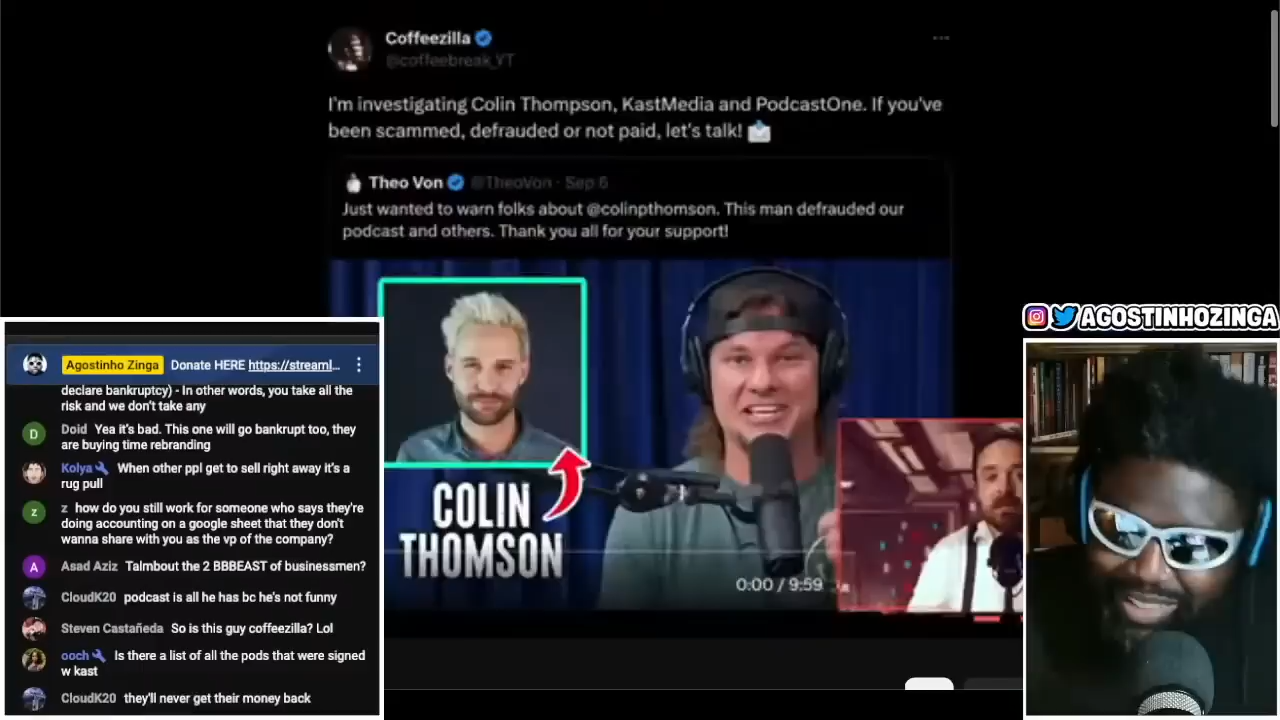 Coffeezilla
@coffeebreak_YT
I'm investigating Colin Thompson, KastMedia and PodcastOne. If you've
been scammed, defrauded or not paid, let's talk!
Theo Von @TheoVon · Sep 6
Just wanted to warn folks about @colinpthomson. This man defrauded our
podcast and others. Thank you all for your support!
COLIN
THOMSON
0:00 / 9:59
AGOSTINHOZINGA
Agostinho Zinga Donate HERE https://streaml...
declare bankruptcy) - In other words, you take all the
risk and we don't take any
D Doid Yea it's bad. This one will go bankrupt too, they
are buying time rebranding
Kolya When other ppl get to sell right away it's a
rug pull
z z how do you still work for someone who says they're
doing accounting on a google sheet that they don't
wanna share with you as the vp of the company?
A Asad Aziz Talmbout the 2 BBBEAST of businessmen?
CloudK20 podcast is all he has bc he's not funny
Steven Castañeda So is this guy coffeezilla? Lol
ooch Is there a list of all the pods that were signed
w kast
CloudK20 they'll never get their money back